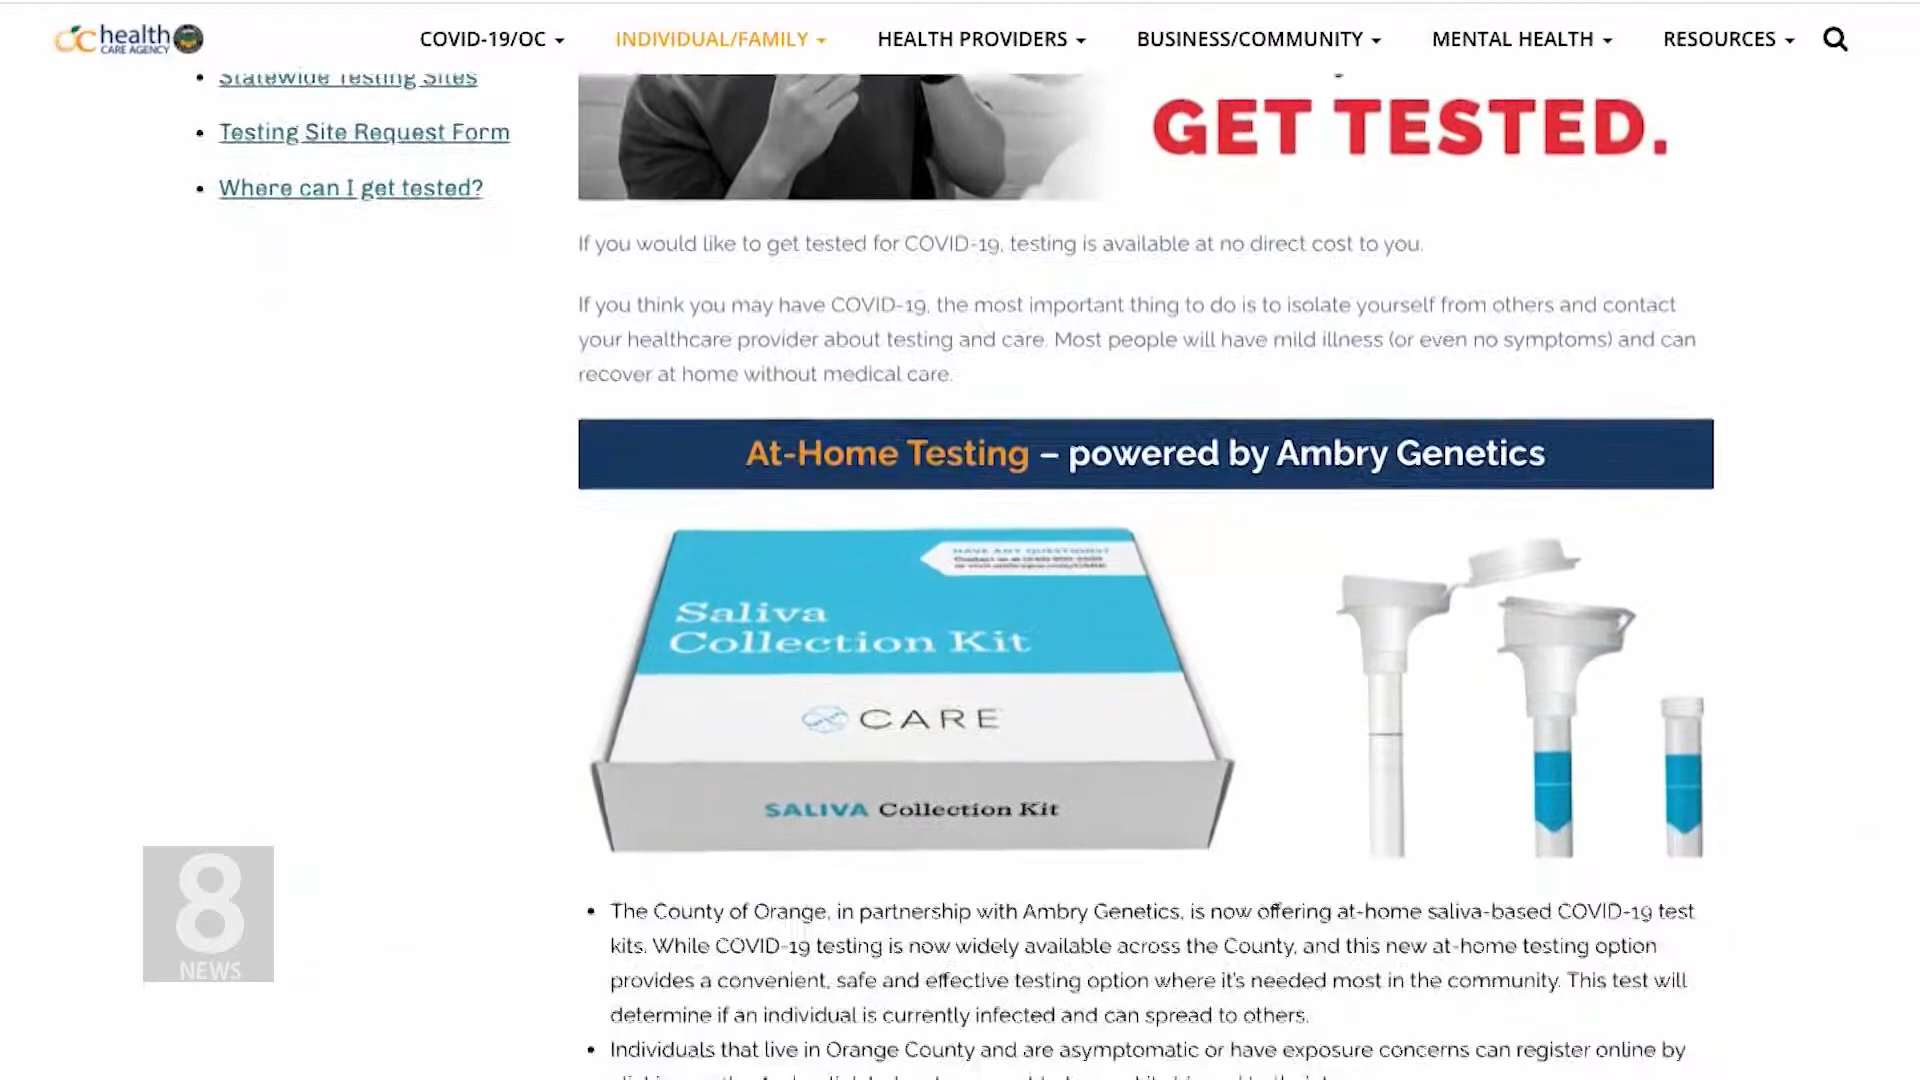 OC health
CARE AGENCY
COVID-19/OC
INDIVIDUAL/FAMILY
HEALTH PROVIDERS
BUSINESS/COMMUNITY
MENTAL HEALTH
RESOURCES
Statewide Testing Sites
Testing Site Request Form
Where can I get tested?
GET TESTED.
If you would like to get tested for COVID-19, testing is available at no direct cost to you.
If you think you may have COVID-19, the most important thing to do is to isolate yourself from others and contact
your healthcare provider about testing and care. Most people will have mild illness (or even no symptoms) and can
recover at home without medical care.
At-Home Testing – powered by Ambry Genetics
HAVE ANY QUESTIONS?
Saliva
Collection Kit
CARE
SALIVA Collection Kit
8
NEWS
The County of Orange, in partnership with Ambry Genetics, is now offering at-home saliva-based COVID-19 test
kits. While COVID-19 testing is now widely available across the County, and this new at-home testing option
provides a convenient, safe and effective testing option where it's needed most in the community. This test will
determine if an individual is currently infected and can spread to others.
Individuals that live in Orange County and are asymptomatic or have exposure concerns can register online by